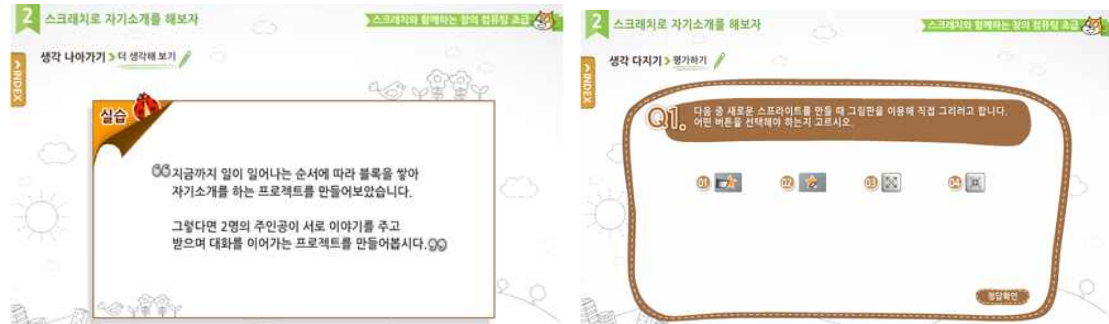 2 스크래치로 자기소개를 해보자
스크래치와 함께하는 창의 컴퓨팅 초급
생각 나아가기 > 더 생각해 보기
> INDEX
실습
지금까지 일이 일어나는 순서에 따라 블록을 쌓아
자기소개를 하는 프로젝트를 만들어보았습니다.
그렇다면 2명의 주인공이 서로 이야기를 주고
받으며 대화를 이어가는 프로젝트를 만들어봅시다.
2 스크래치로 자기소개를 해보자
스크래치와 함께하는 창의 컴퓨팅 초급
생각 다지기 > 평가하기
> INDEX
Q1. 다음 중 새로운 스프라이트를 만들 때 그림판을 이용해 직접 그리려고 합니다.
어떤 버튼을 선택해야 하는지 고르시오.
01 02 03 04
정답확인